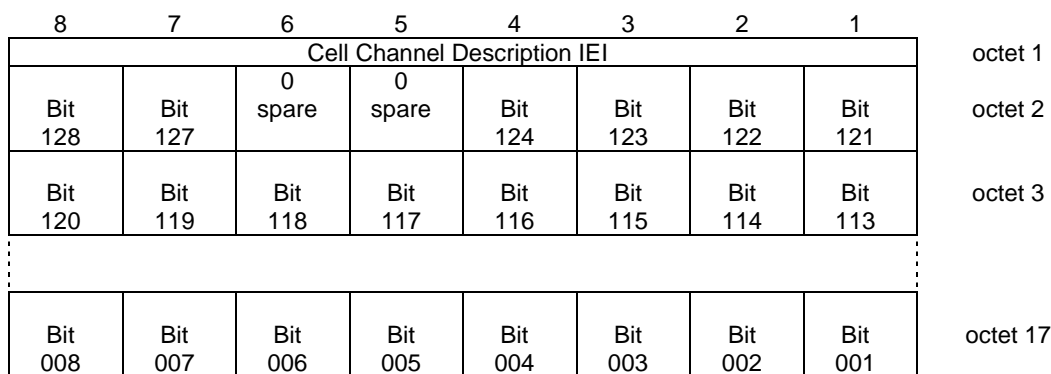 8 7 6 5 4 3 2 1
Cell Channel Description IEI octet 1
0 0
Bit Bit spare spare Bit Bit Bit Bit octet 2
128 127 124 123 122 121
Bit Bit Bit Bit Bit Bit Bit Bit octet 3
120 119 118 117 116 115 114 113
Bit Bit Bit Bit Bit Bit Bit Bit octet 17
008 007 006 005 004 003 002 001